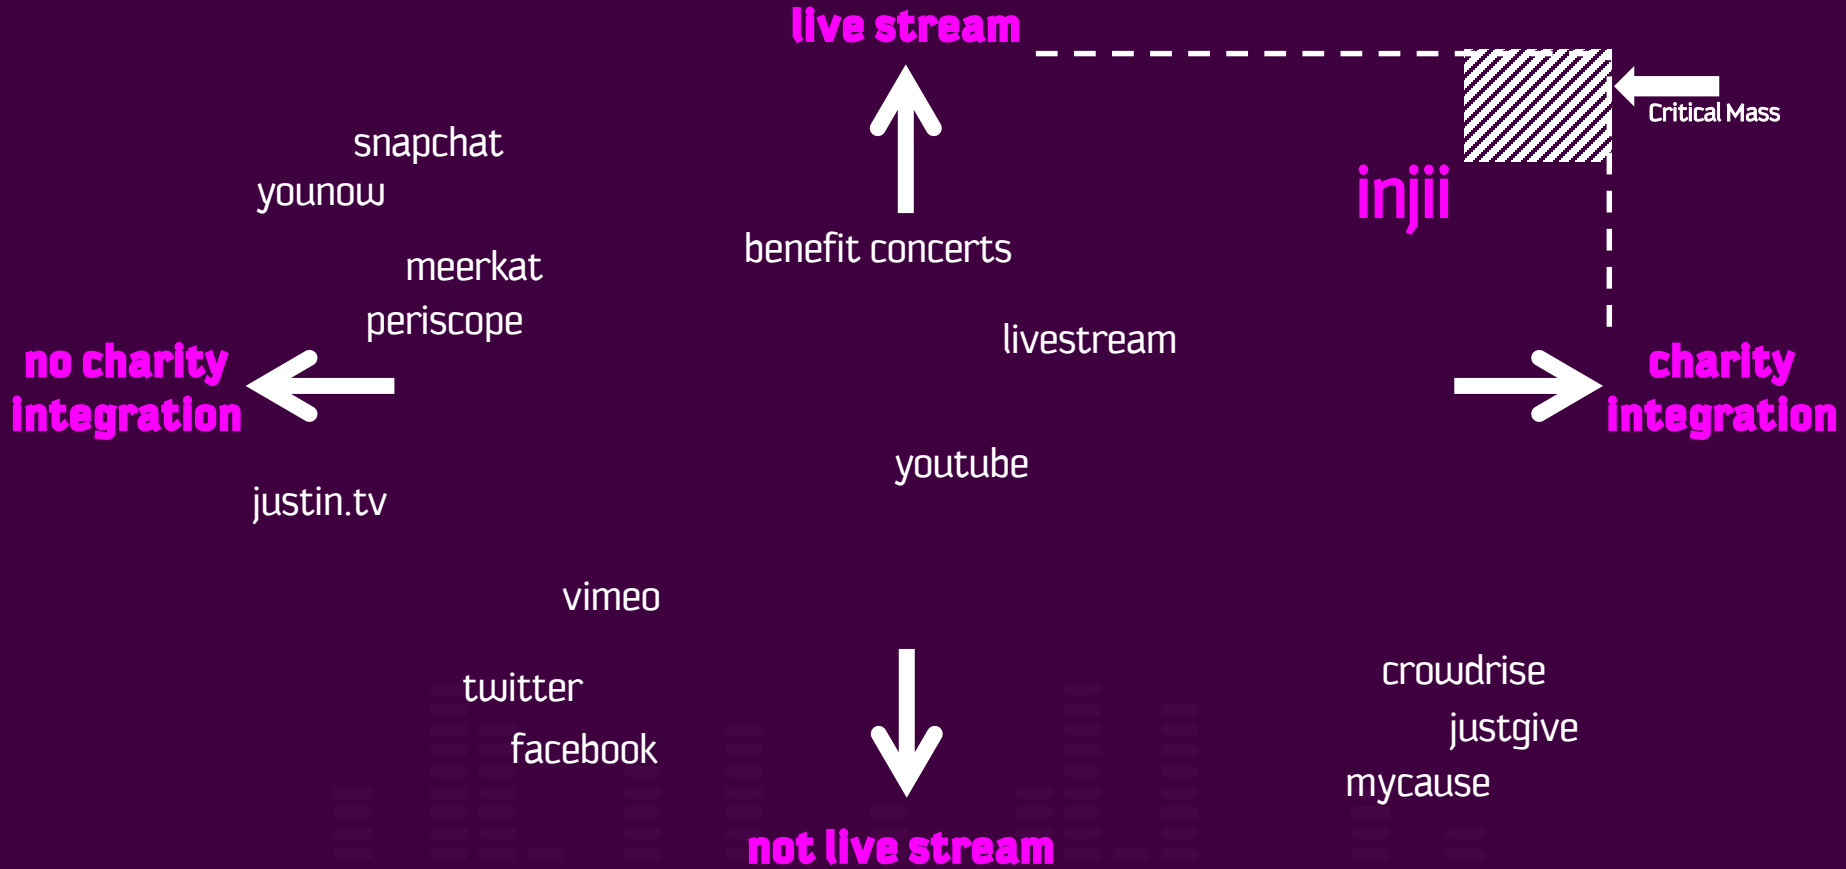 live stream
Critical Mass
snapchat
younow
injii
benefit concerts
meerkat
periscope
livestream
no charity
integration
charity
integration
youtube
justin.tv
vimeo
twitter
crowdrise
facebook
justgive
mycause
not live stream